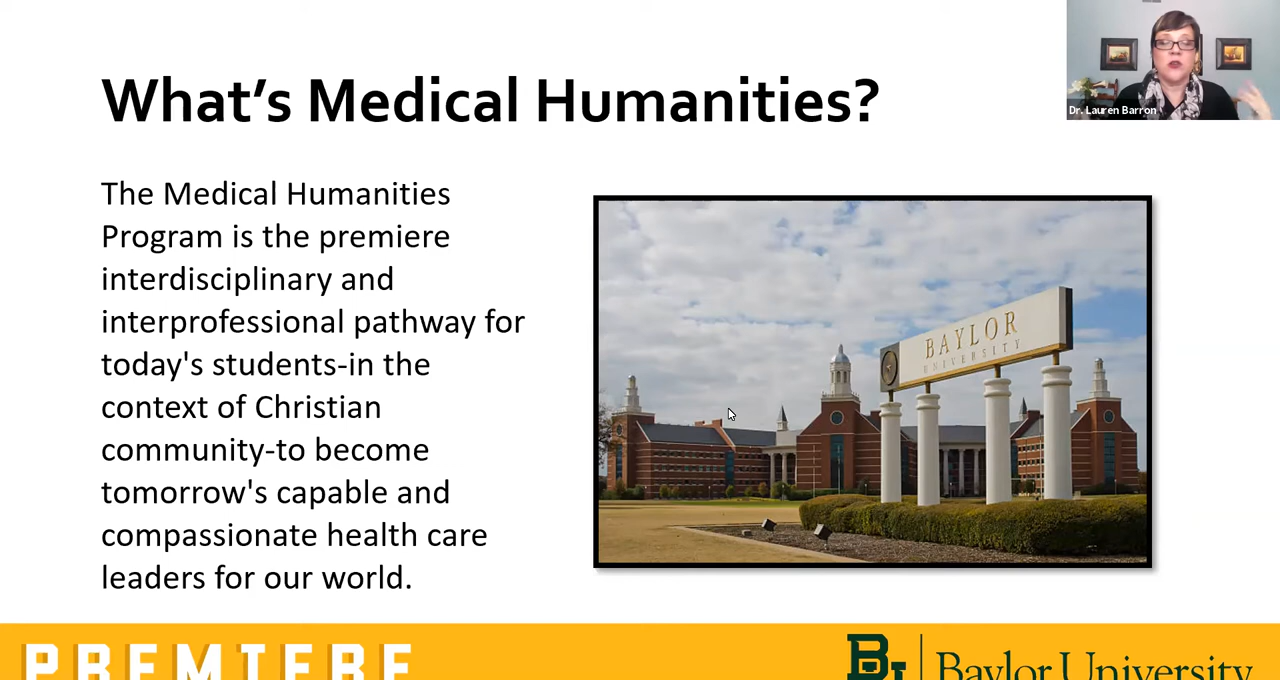 What's Medical Humanities?
Dr. Lauren Barron
The Medical Humanities
Program is the premiere
interdisciplinary and
interprofessional pathway for
today's students-in the
context of Christian
community-to become
tomorrow's capable and
compassionate health care
leaders for our world.
BAYLOR
UNIVERSITY
PREMIERE
BU
Baylor University